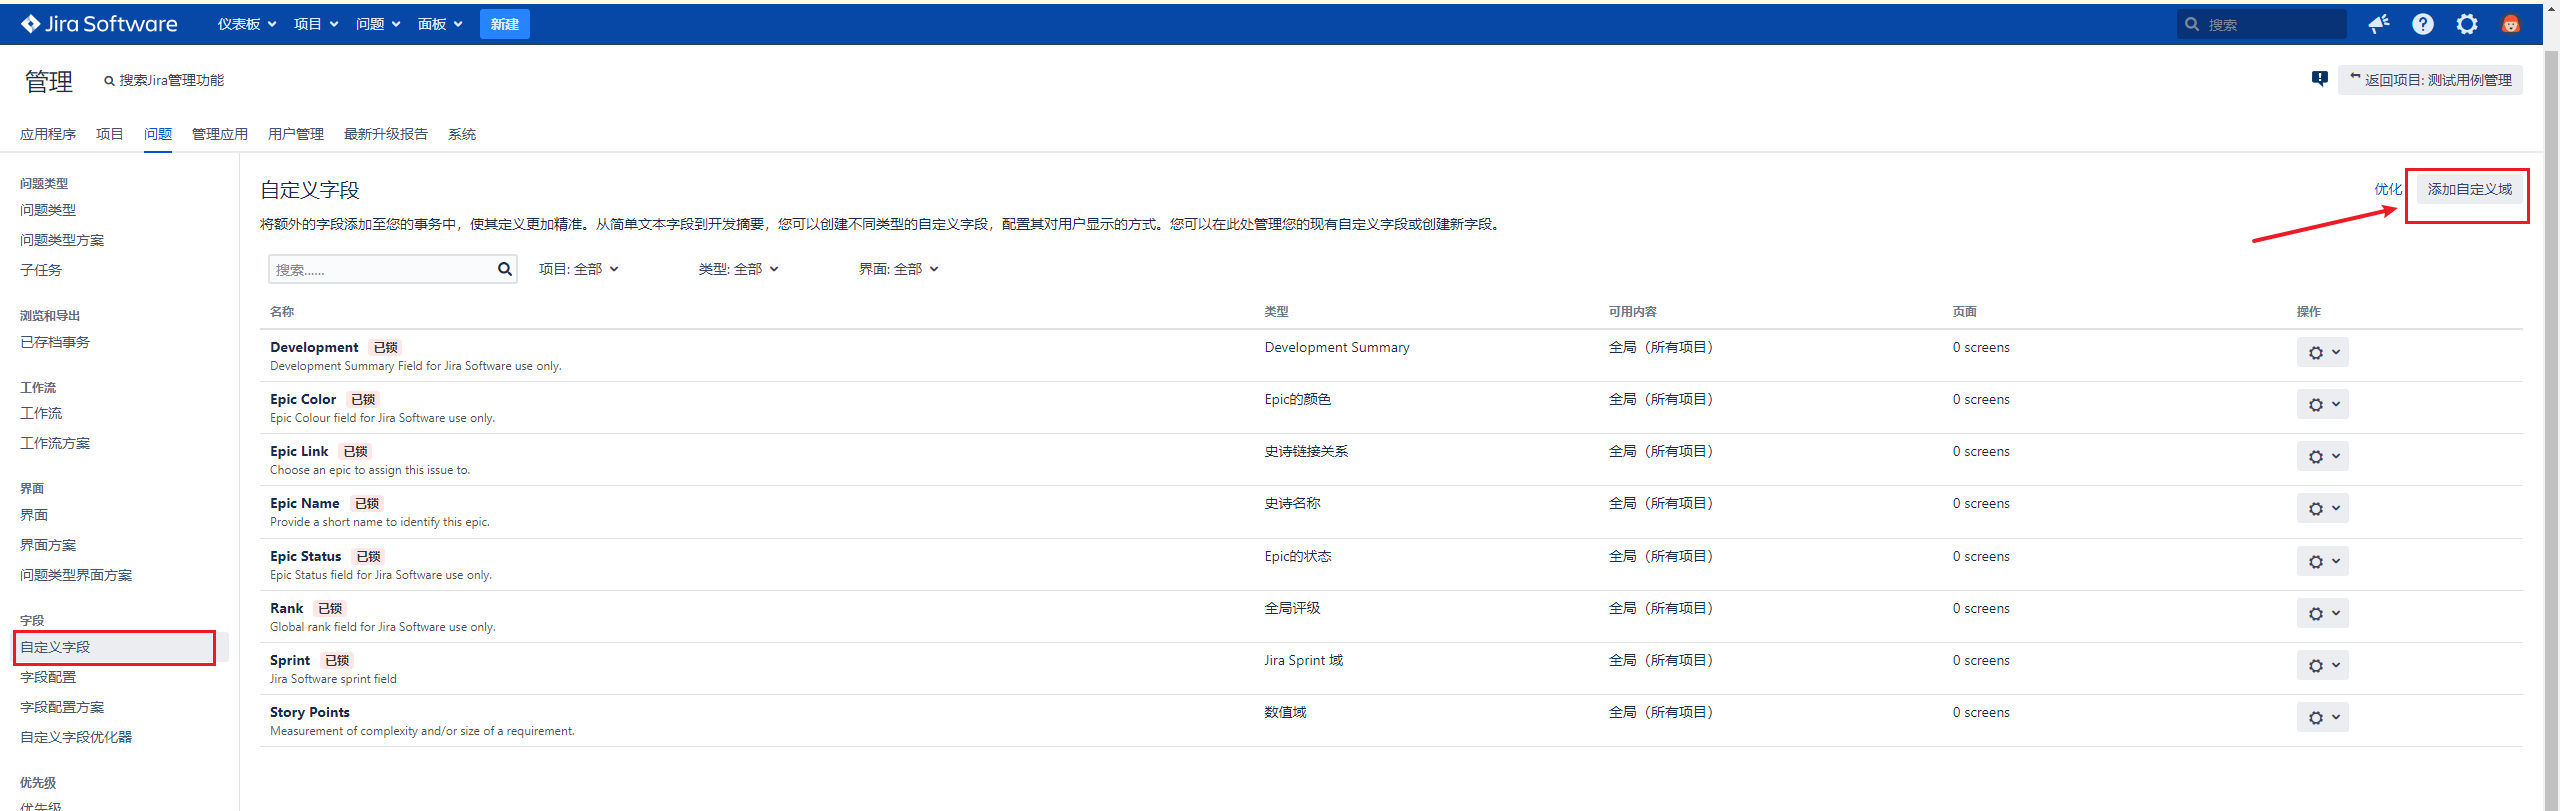 Jira Software 仪表板 项目 问题 面板 新建 搜索
管理 搜索Jira管理功能 返回项目: 测试用例管理
应用程序 项目 问题 管理应用 用户管理 最新升级报告 系统
问题类型
问题类型
问题类型方案
子任务
浏览和导出
已存档事务
工作流
工作流
工作流方案
界面
界面
界面方案
问题类型界面方案
字段
自定义字段
字段配置
字段配置方案
自定义字段优化器
优先级
优先级
自定义字段 优化 添加自定义域
将额外的字段添加至您的事务中，使其定义更加精准。从简单文本字段到开发摘要，您可以创建不同类型的自定义字段，配置其对用户显示的方式。您可以在此处管理您的现有自定义字段或创建新字段。
搜索...... 项目: 全部 类型: 全部 界面: 全部
名称 类型 可用内容 页面 操作
Development 已锁 Development Summary 全局（所有项目） 0 screens
Development Summary Field for Jira Software use only.
Epic Color 已锁 Epic的颜色 全局（所有项目） 0 screens
Epic Colour field for Jira Software use only.
Epic Link 已锁 史诗链接关系 全局（所有项目） 0 screens
Choose an epic to assign this issue to.
Epic Name 已锁 史诗名称 全局（所有项目） 0 screens
Provide a short name to identify this epic.
Epic Status 已锁 Epic的状态 全局（所有项目） 0 screens
Epic Status field for Jira Software use only.
Rank 已锁 全局评级 全局（所有项目） 0 screens
Global rank field for Jira Software use only.
Sprint 已锁 Jira Sprint 域 全局（所有项目） 0 screens
Jira Software sprint field
Story Points 数值域 全局（所有项目） 0 screens
Measurement of complexity and/or size of a requirement.